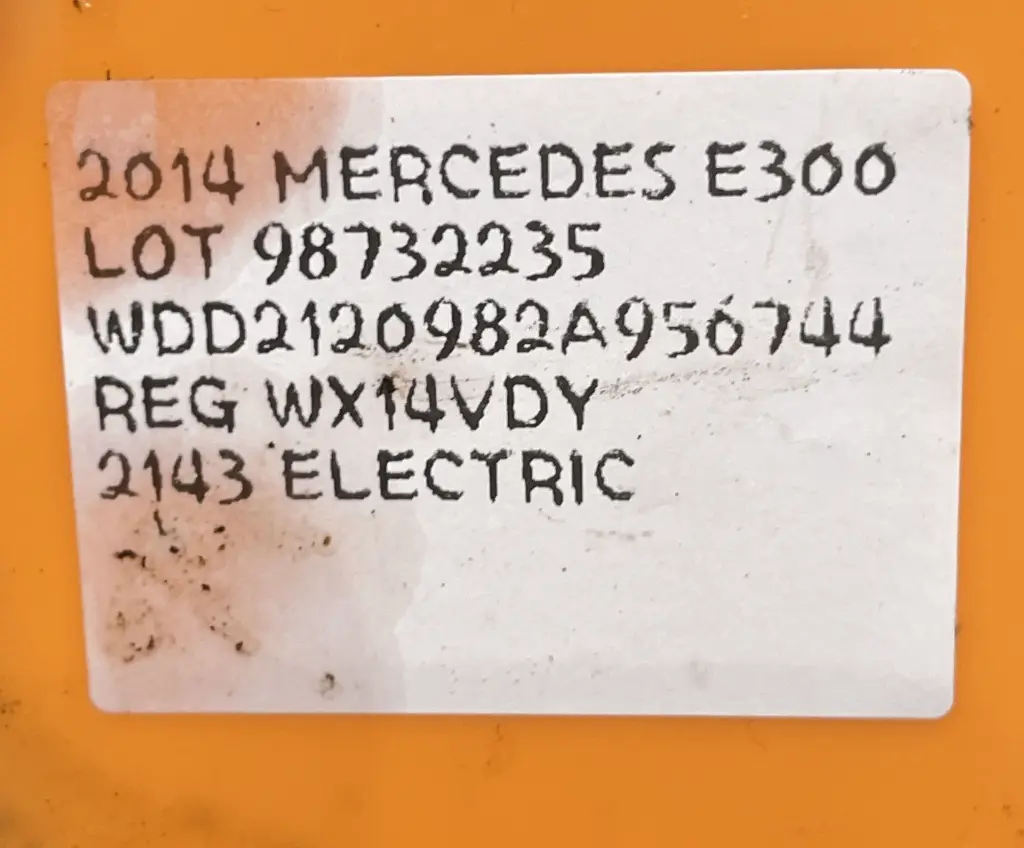 2014 MERCEDES E300
LOT 98732235
WDD2120982A956744
REG WX14VDY
2143 ELECTRIC